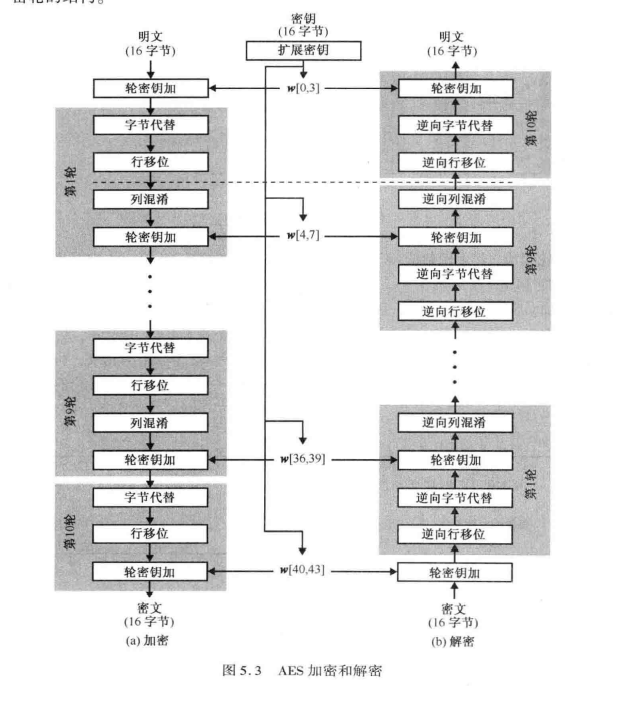 密轮的结构。
密钥
(16 字节)
扩展密钥
明文
(16 字节)
轮密钥加
第1轮
字节代替
行移位
列混淆
轮密钥加
第9轮
字节代替
行移位
列混淆
轮密钥加
第10轮
字节代替
行移位
轮密钥加
密文
(16 字节)
(a) 加密
w[0,3]
w[4,7]
w[36,39]
w[40,43]
明文
(16 字节)
轮密钥加
逆向字节代替
逆向行移位
第10轮
逆向列混淆
轮密钥加
逆向字节代替
逆向行移位
第9轮
逆向列混淆
轮密钥加
逆向字节代替
逆向行移位
第1轮
轮密钥加
密文
(16 字节)
(b) 解密
图 5.3 AES 加密和解密